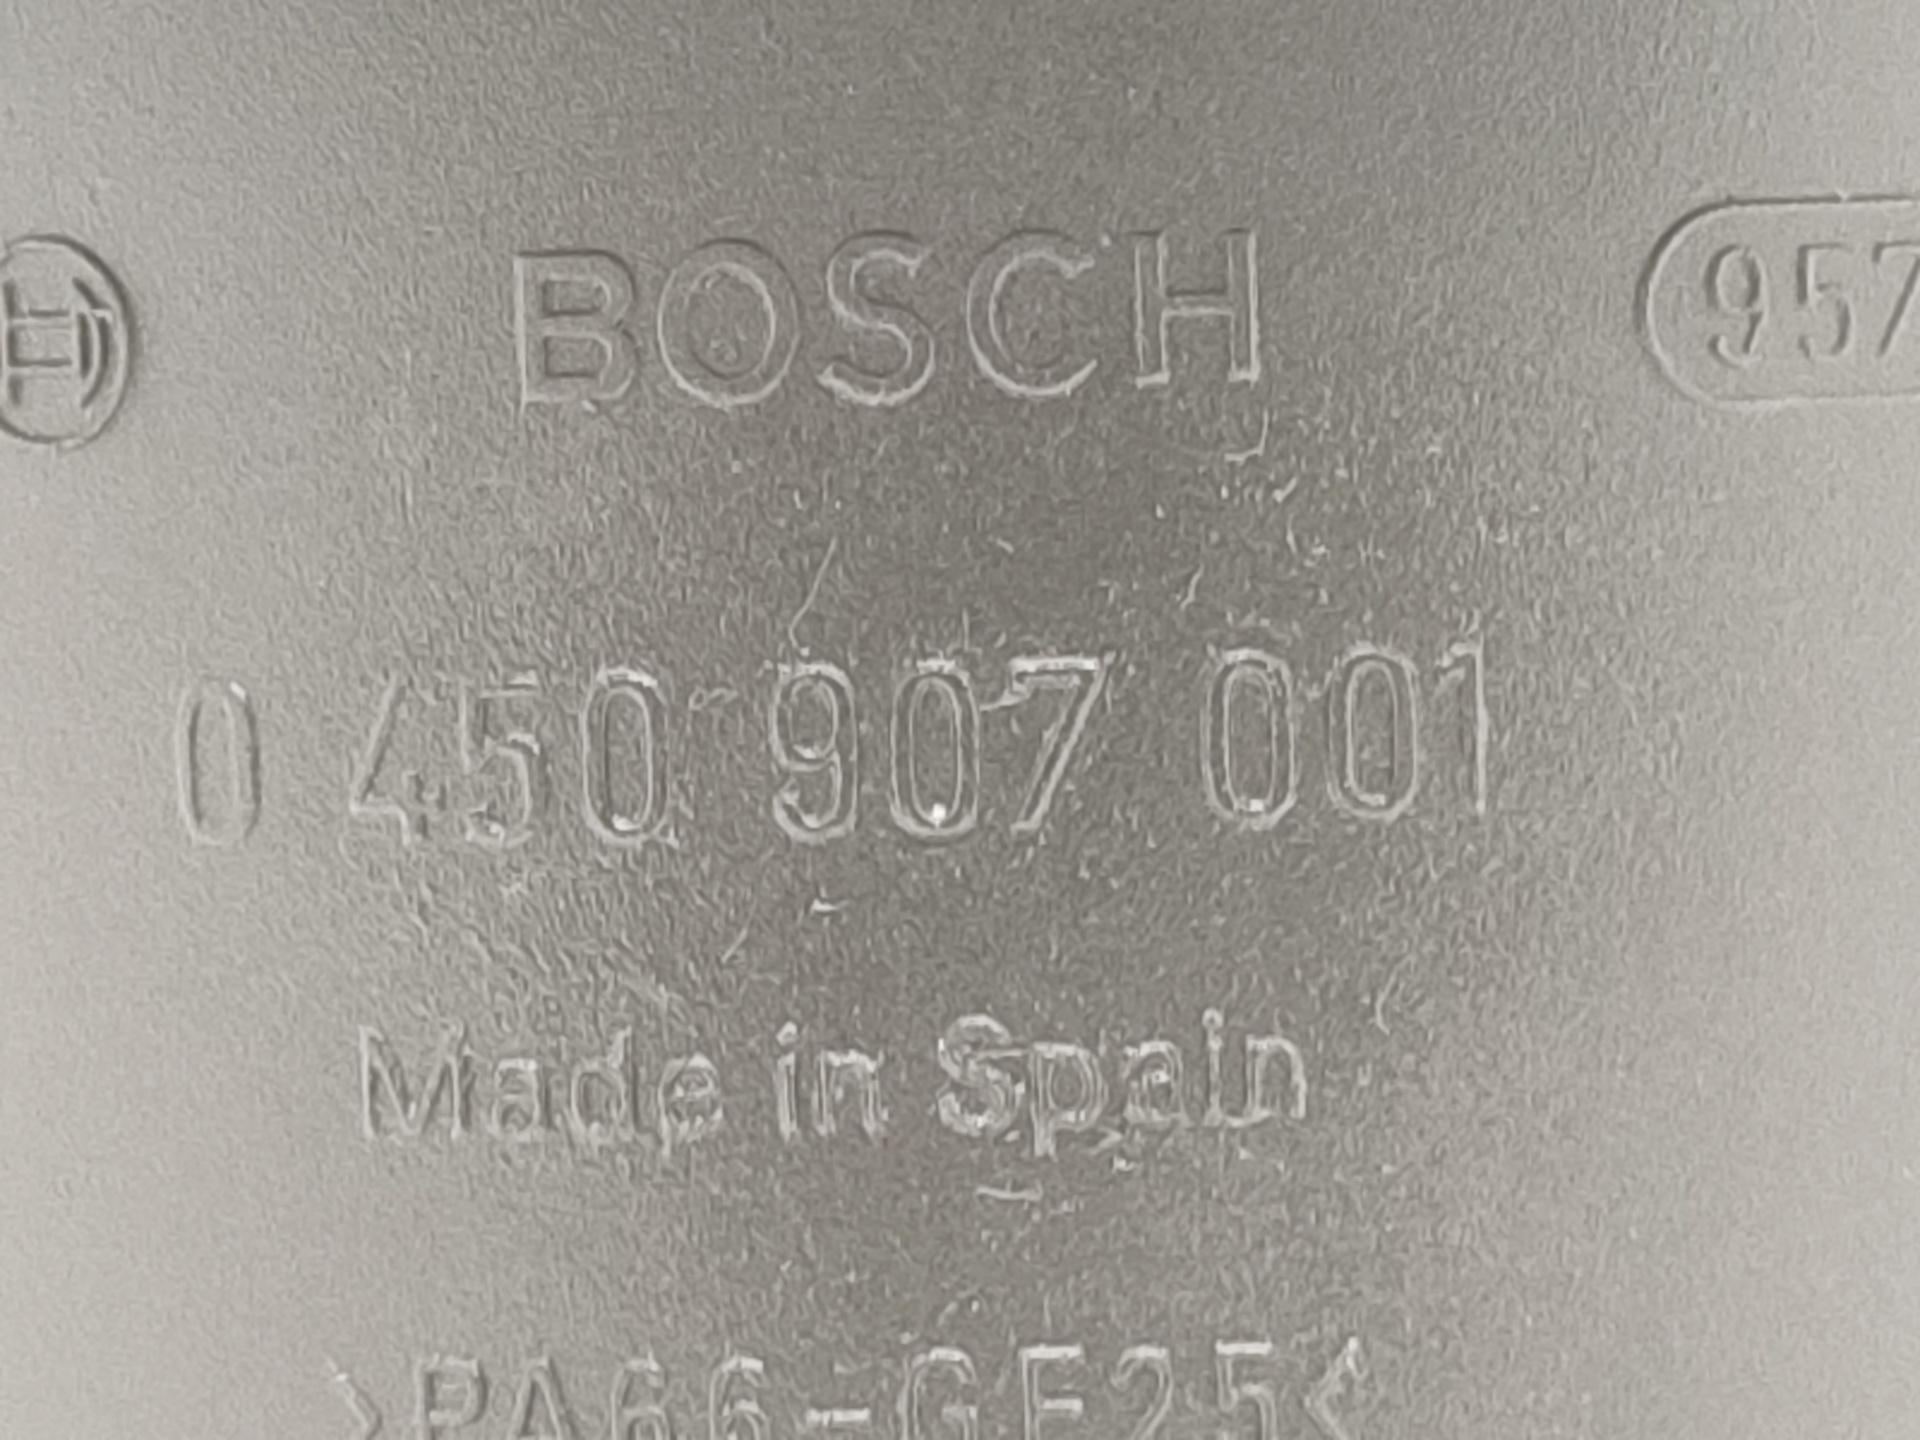 BOSCH 957
0 450 907 001
Made in Spain
>PA66-GF25<